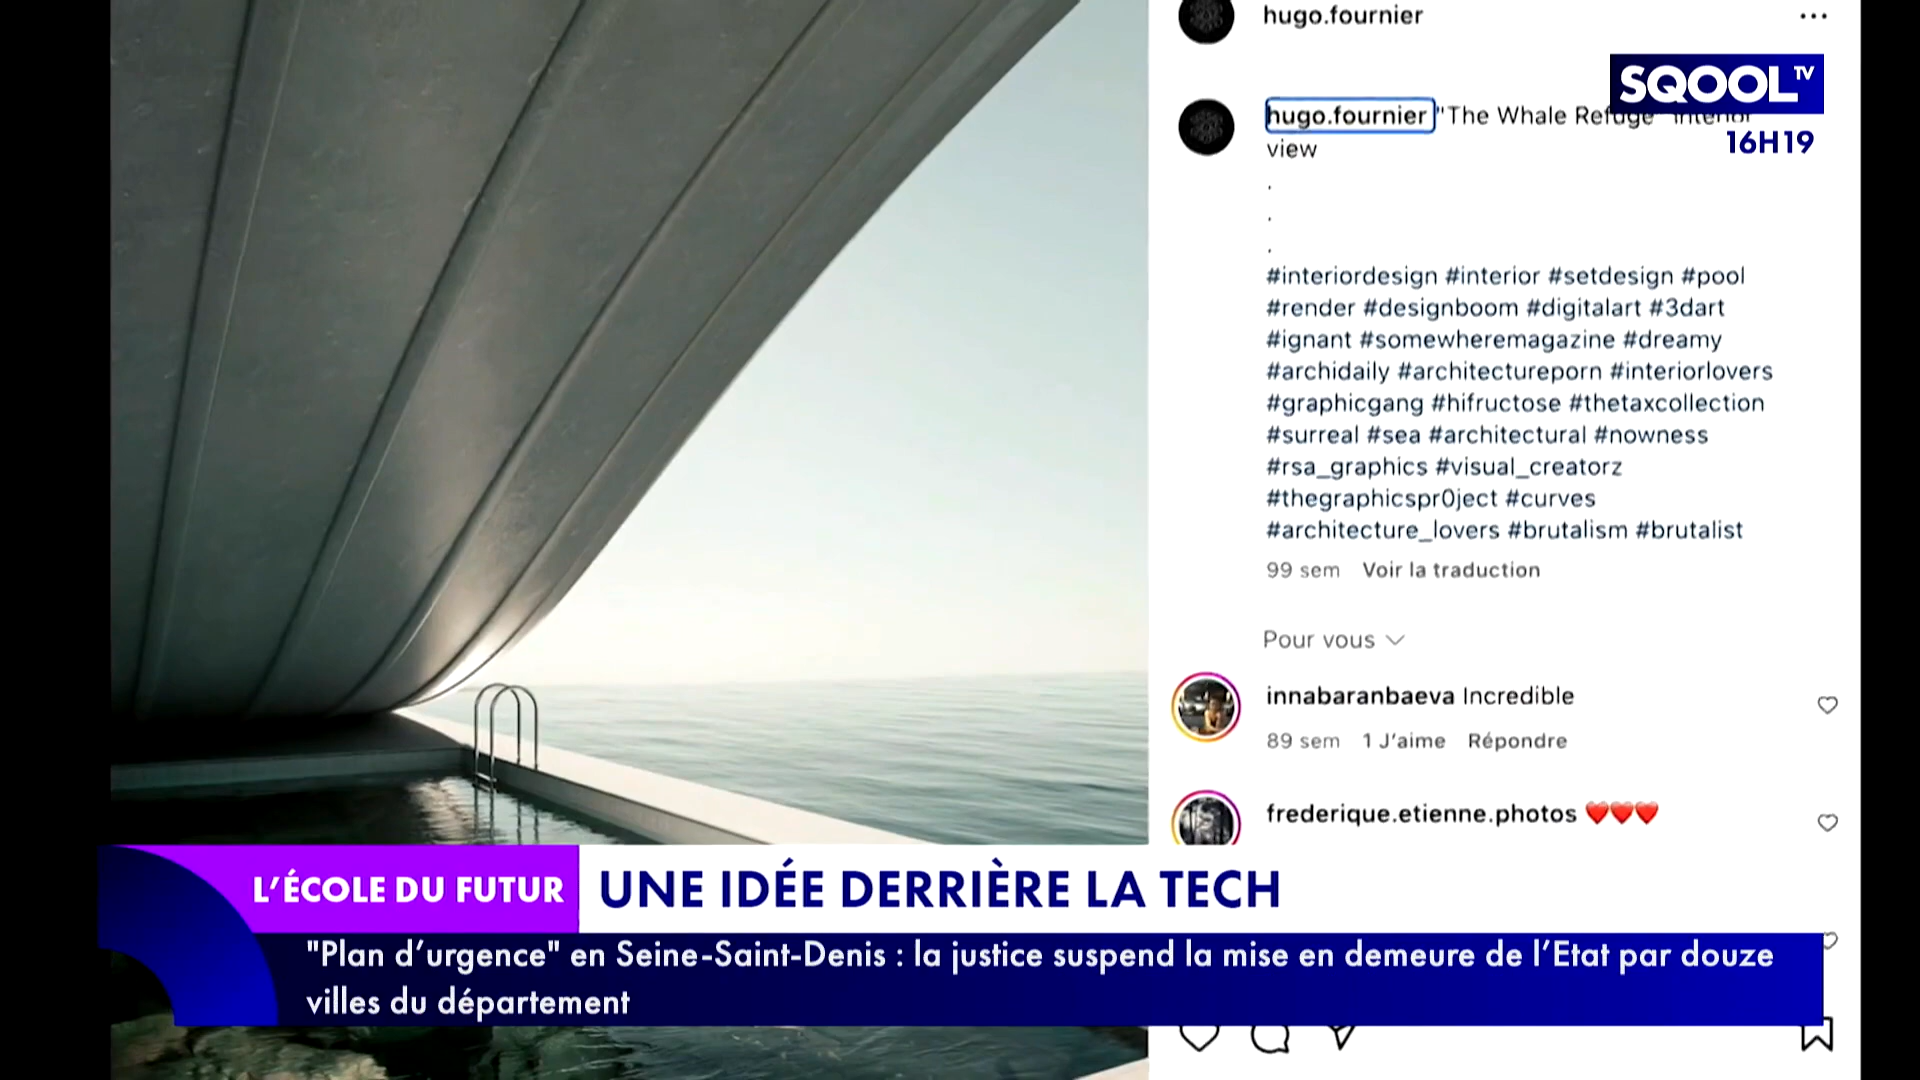 hugo.fournier
SQOOL TV
16H19
hugo.fournier "The Whale Refuge" Interior
view
.
.
.
#interiordesign #interior #setdesign #pool
#render #designboom #digitalart #3dart
#ignant #somewheremagazine #dreamy
#archidaily #architectureporn #interiorlovers
#graphicgang #hifructose #thetaxcollection
#surreal #sea #architectural #nowness
#rsa_graphics #visual_creatorz
#thegraphicspr0ject #curves
#architecture_lovers #brutalism #brutalist
99 sem Voir la traduction
Pour vous
innabaranbaeva Incredible
89 sem 1 J'aime Répondre
frederique.etienne.photos ❤️❤️❤️
L'ÉCOLE DU FUTUR
UNE IDÉE DERRIÈRE LA TECH
"Plan d'urgence" en Seine-Saint-Denis : la justice suspend la mise en demeure de l'Etat par douze
villes du département